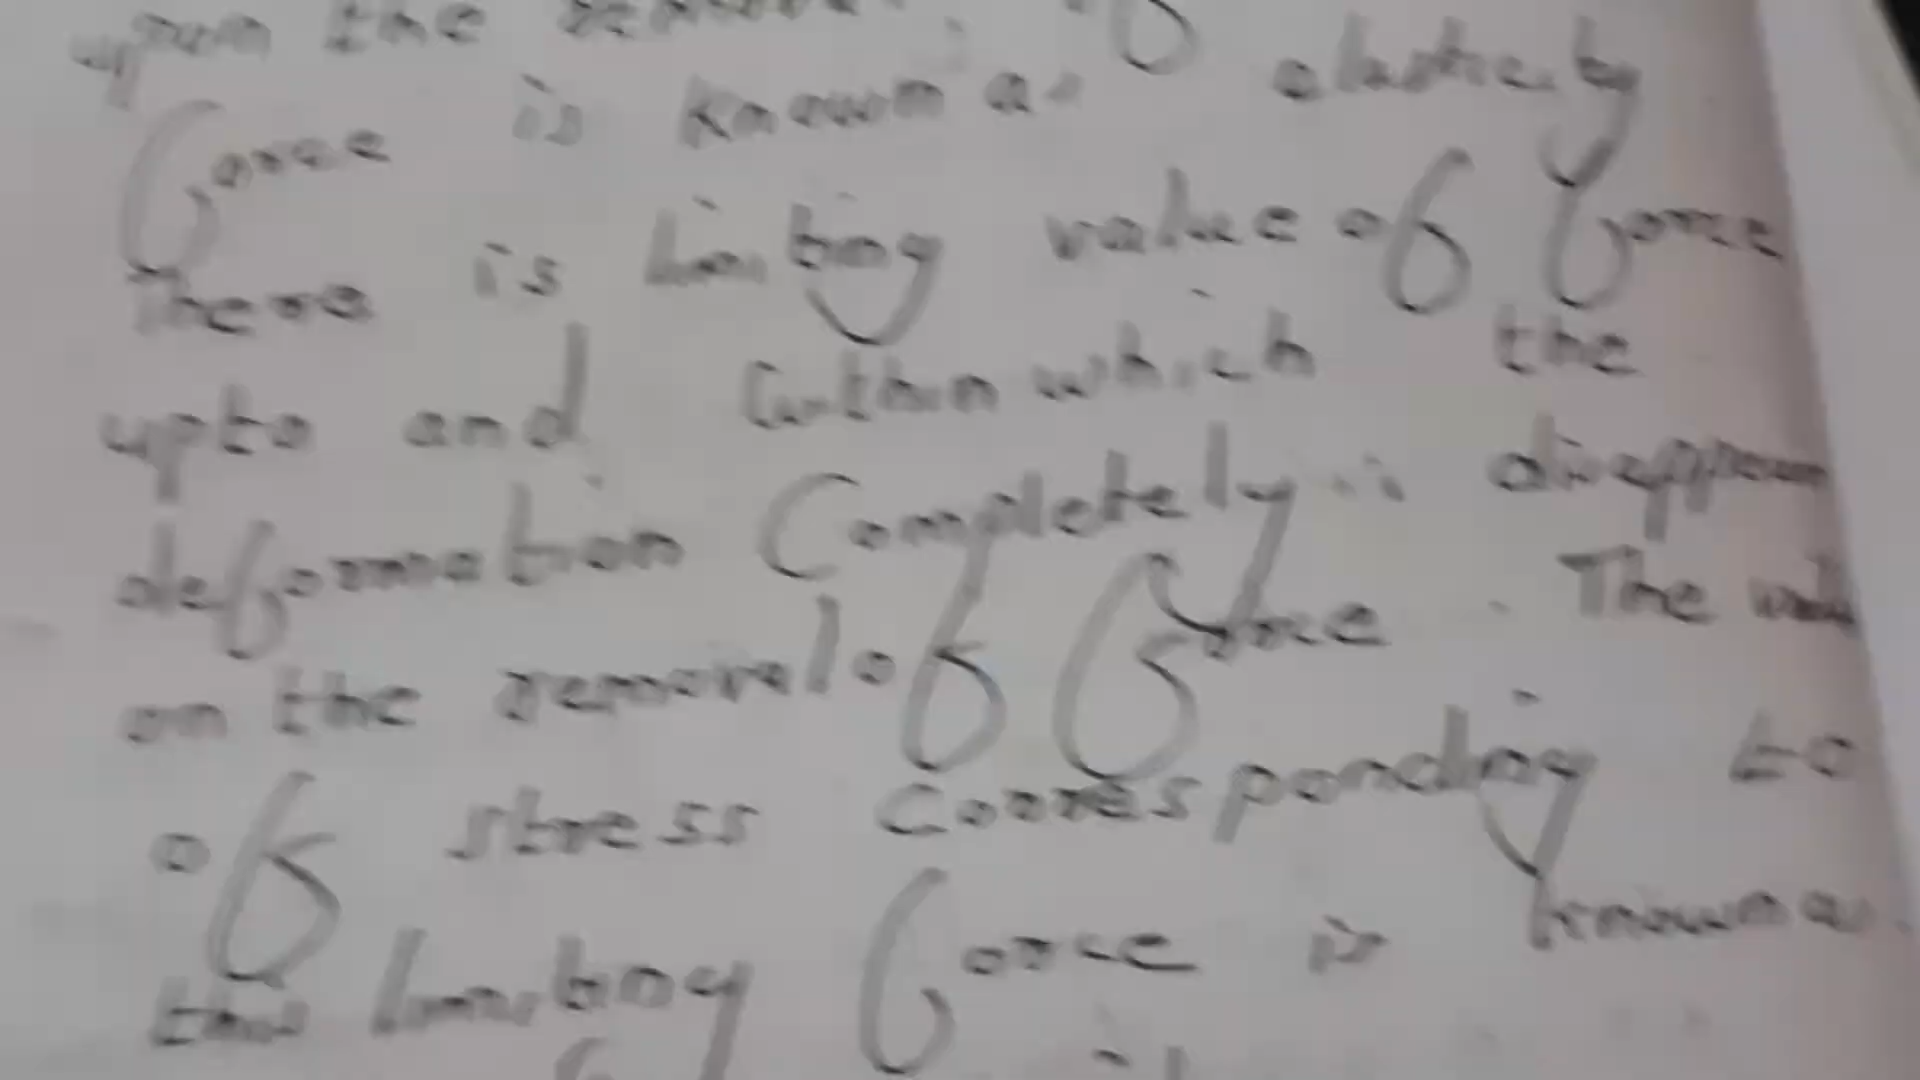 upon the removal of
force is known as elasticity
There is limiting value of force
upto and within which the
deformation completely is disappear
on the removal of force. The value
of stress corresponding to
this limiting force is known as